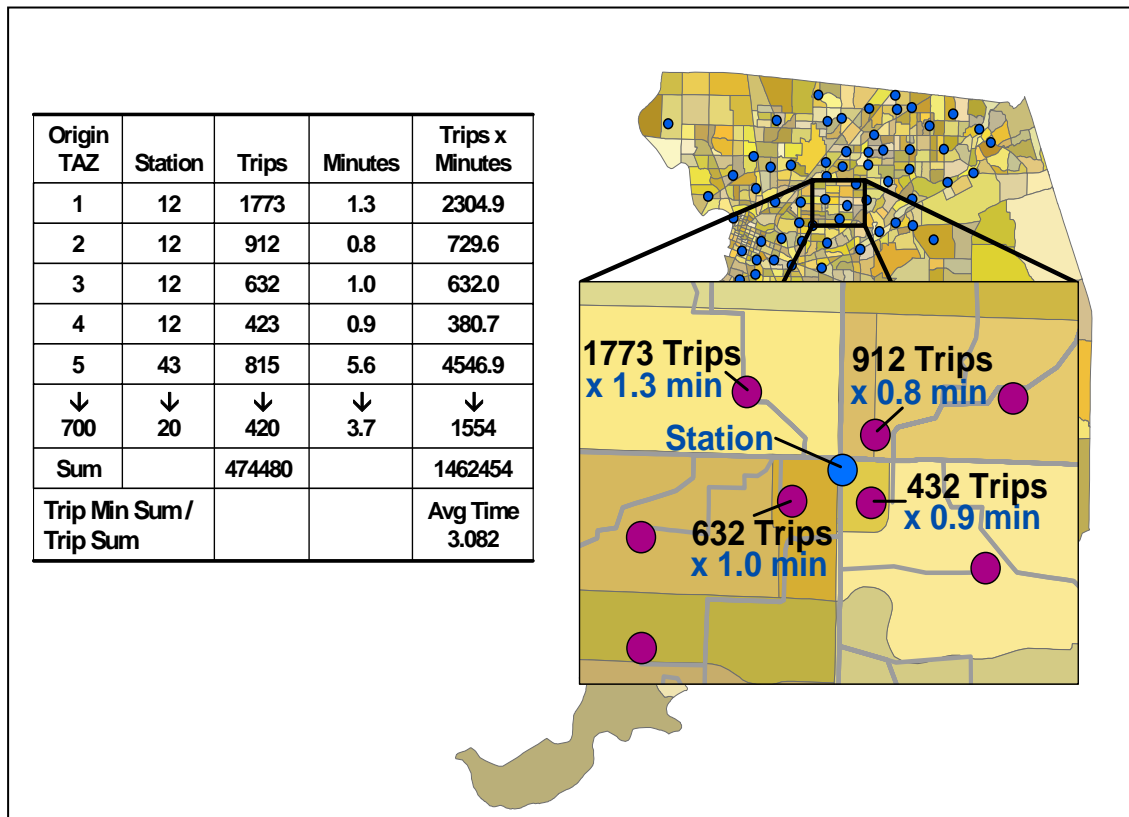 Origin TAZ Station Trips Minutes Trips x Minutes
1 12 1773 1.3 2304.9
2 12 912 0.8 729.6
3 12 632 1.0 632.0
4 12 423 0.9 380.7
5 43 815 5.6 4546.9
↓ ↓ ↓ ↓ ↓
700 20 420 3.7 1554
Sum 474480 1462454
Trip Min Sum / Trip Sum Avg Time 3.082
1773 Trips
x 1.3 min
912 Trips
x 0.8 min
Station
432 Trips
x 0.9 min
632 Trips
x 1.0 min